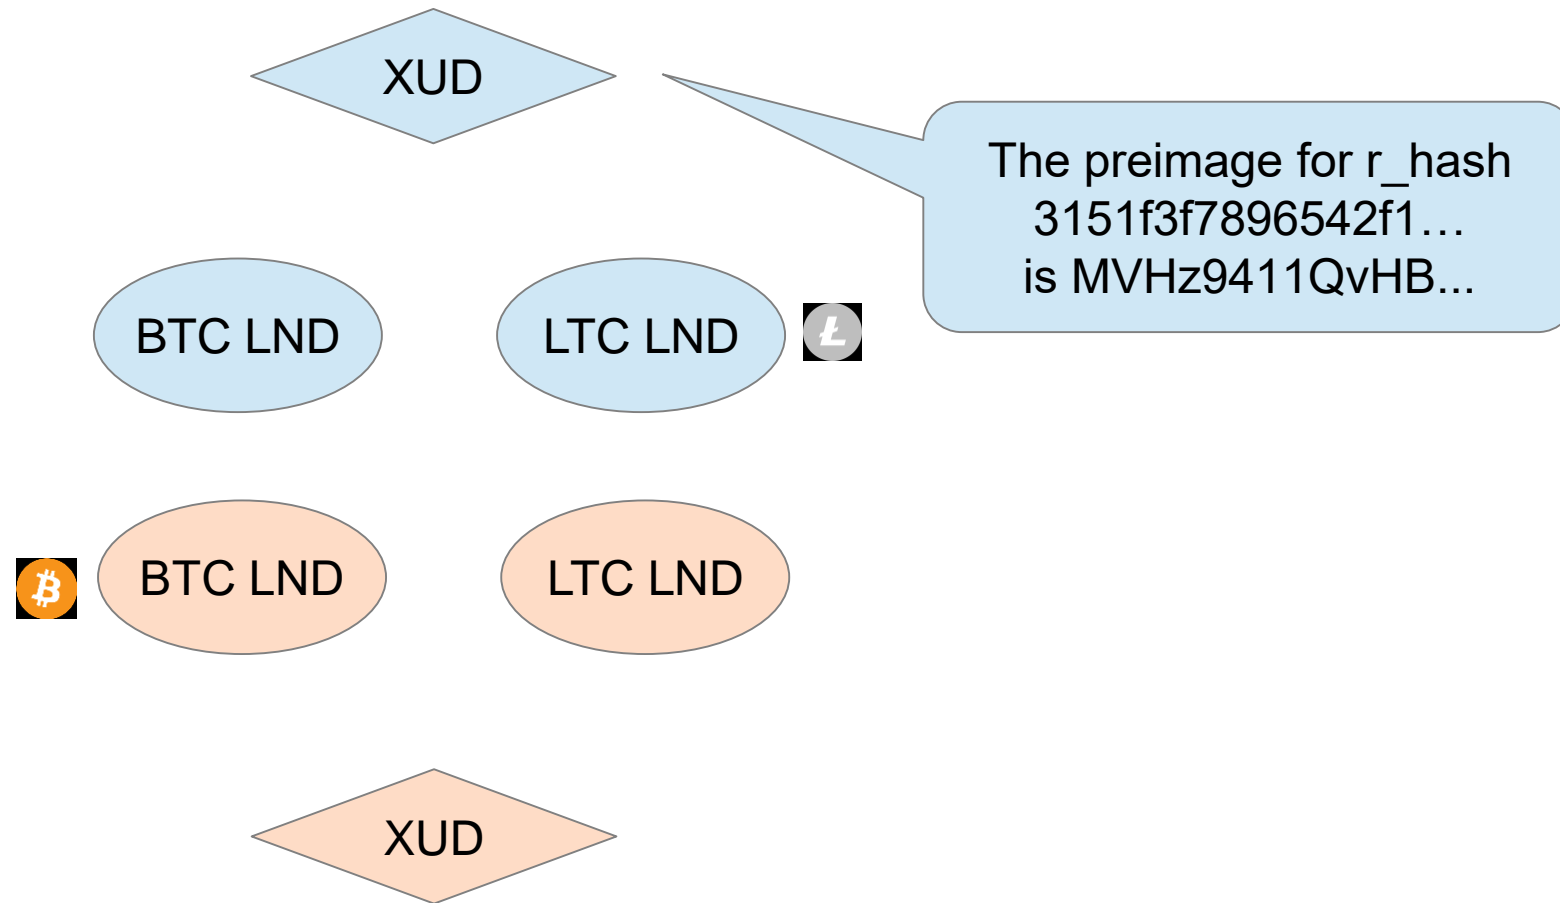 XUD
The preimage for r_hash
3151f3f7896542f1…
is MVHz9411QvHB...
BTC LND
LTC LND
BTC LND
LTC LND
XUD